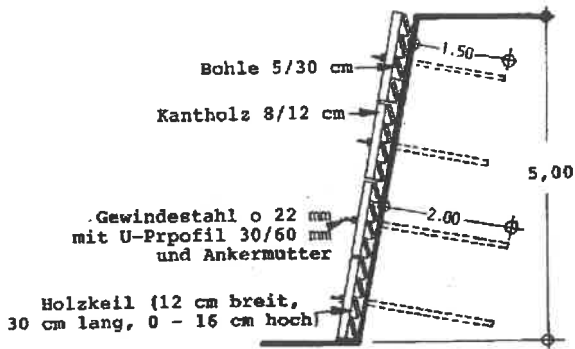 1.50
Bohle 5/30 cm
Kantholz 8/12 cm
5,00
Gewindestahl o 22 mm
mit U-Prpofil 30/60 mm
und Ankermutter
2.00
Holzkeil (12 cm breit,
30 cm lang, 0 - 16 cm hoch)